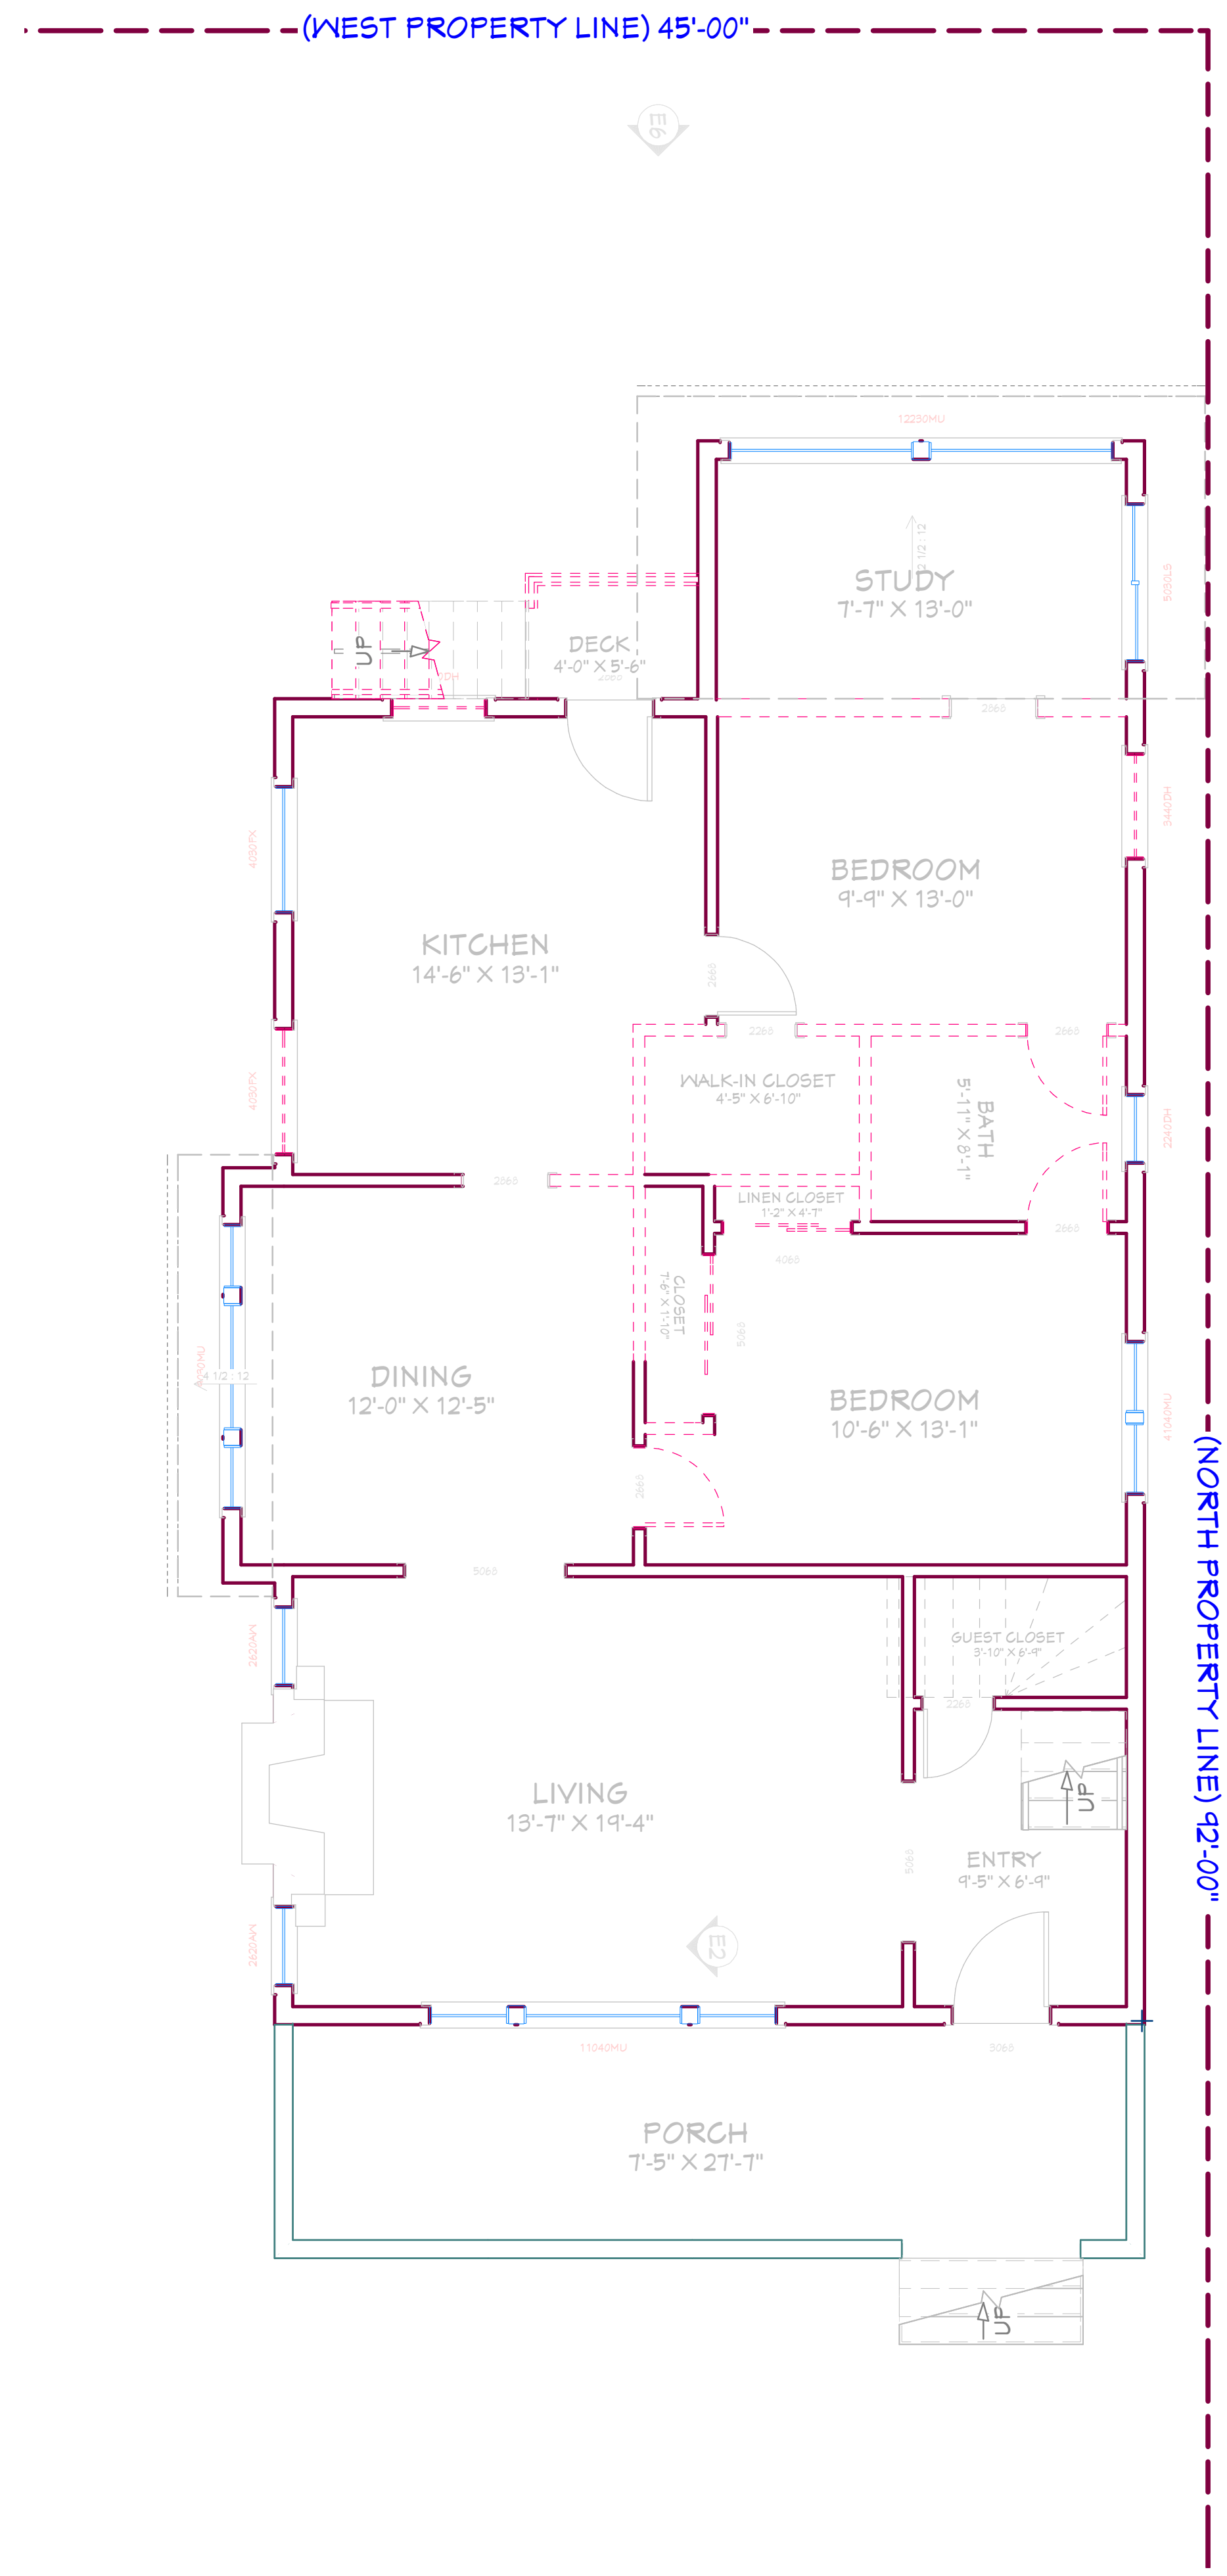 (WEST PROPERTY LINE) 45'-00"
E6
12230MU
2 1/2 : 12
STUDY
7'-7" X 13'-0"
5030LS
DECK
4'-0" X 5'-6"
2868
UP
2868
3440DH
4030FX
BEDROOM
9'-9" X 13'-0"
KITCHEN
14'-6" X 13'-1"
2668
2268
2668
4030FX
WALK-IN CLOSET
4'-5" X 6'-10"
BATH
5'-11" X 8'-1"
2240DH
2868
LINEN CLOSET
1'-2" X 4'-7"
2668
4068
CLOSET
7'-6" X 1'-10"
5068
4 1/2 : 12
DINING
12'-0" X 12'-5"
BEDROOM
10'-6" X 13'-1"
41040MU
2668
5068
(NORTH PROPERTY LINE) 92'-00"
2620AW
GUEST CLOSET
3'-10" X 6'-9"
2268
LIVING
13'-7" X 19'-4"
UP
5068
ENTRY
9'-5" X 6'-9"
2620AW
E2
11040MU
3068
PORCH
7'-5" X 27'-7"
UP